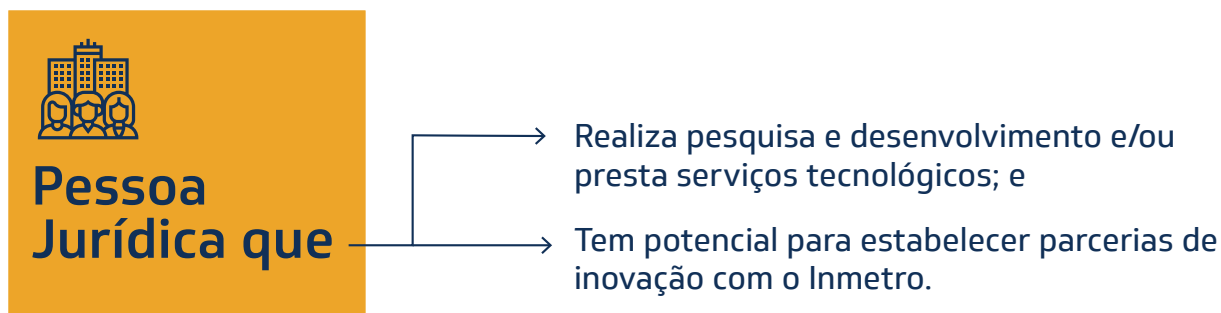 Pessoa
Jurídica que
Realiza pesquisa e desenvolvimento e/ou
presta serviços tecnológicos; e
Tem potencial para estabelecer parcerias de
inovação com o Inmetro.